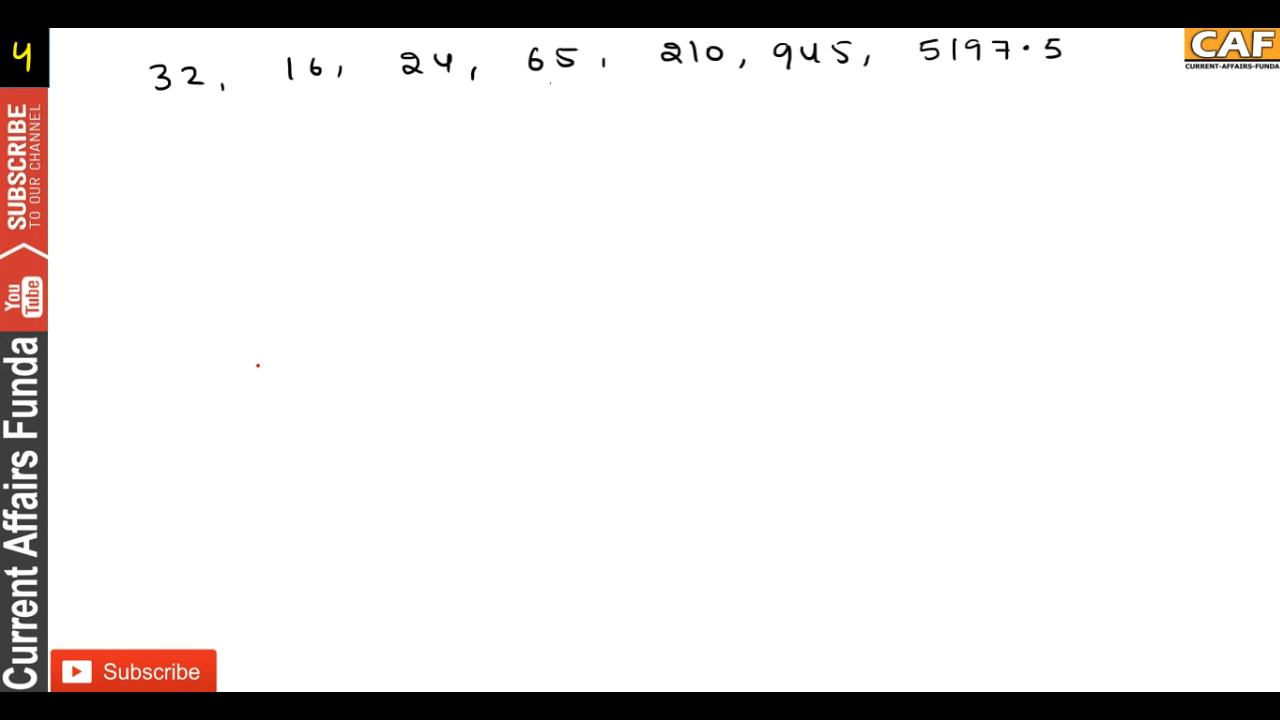 4
32, 16, 24, 65, 210, 945, 5197.5
CAF
CURRENT-AFFAIRS-FUNDA
SUBSCRIBE
TO OUR CHANNEL
You
Tube
Current Affairs Funda
Subscribe